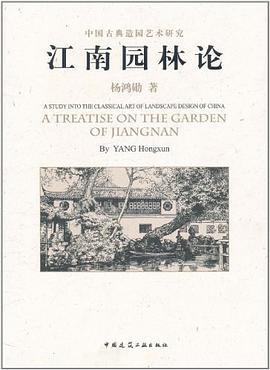 中国古典造园艺术研究
江南园林论
杨鸿勋 著
A STUDY INTO THE CLASSICAL ART OF LANDSCAPE DESIGN OF CHINA
A TREATISE ON THE GARDEN
OF JIANGNAN
By YANG Hongxun
中国建筑工业出版社